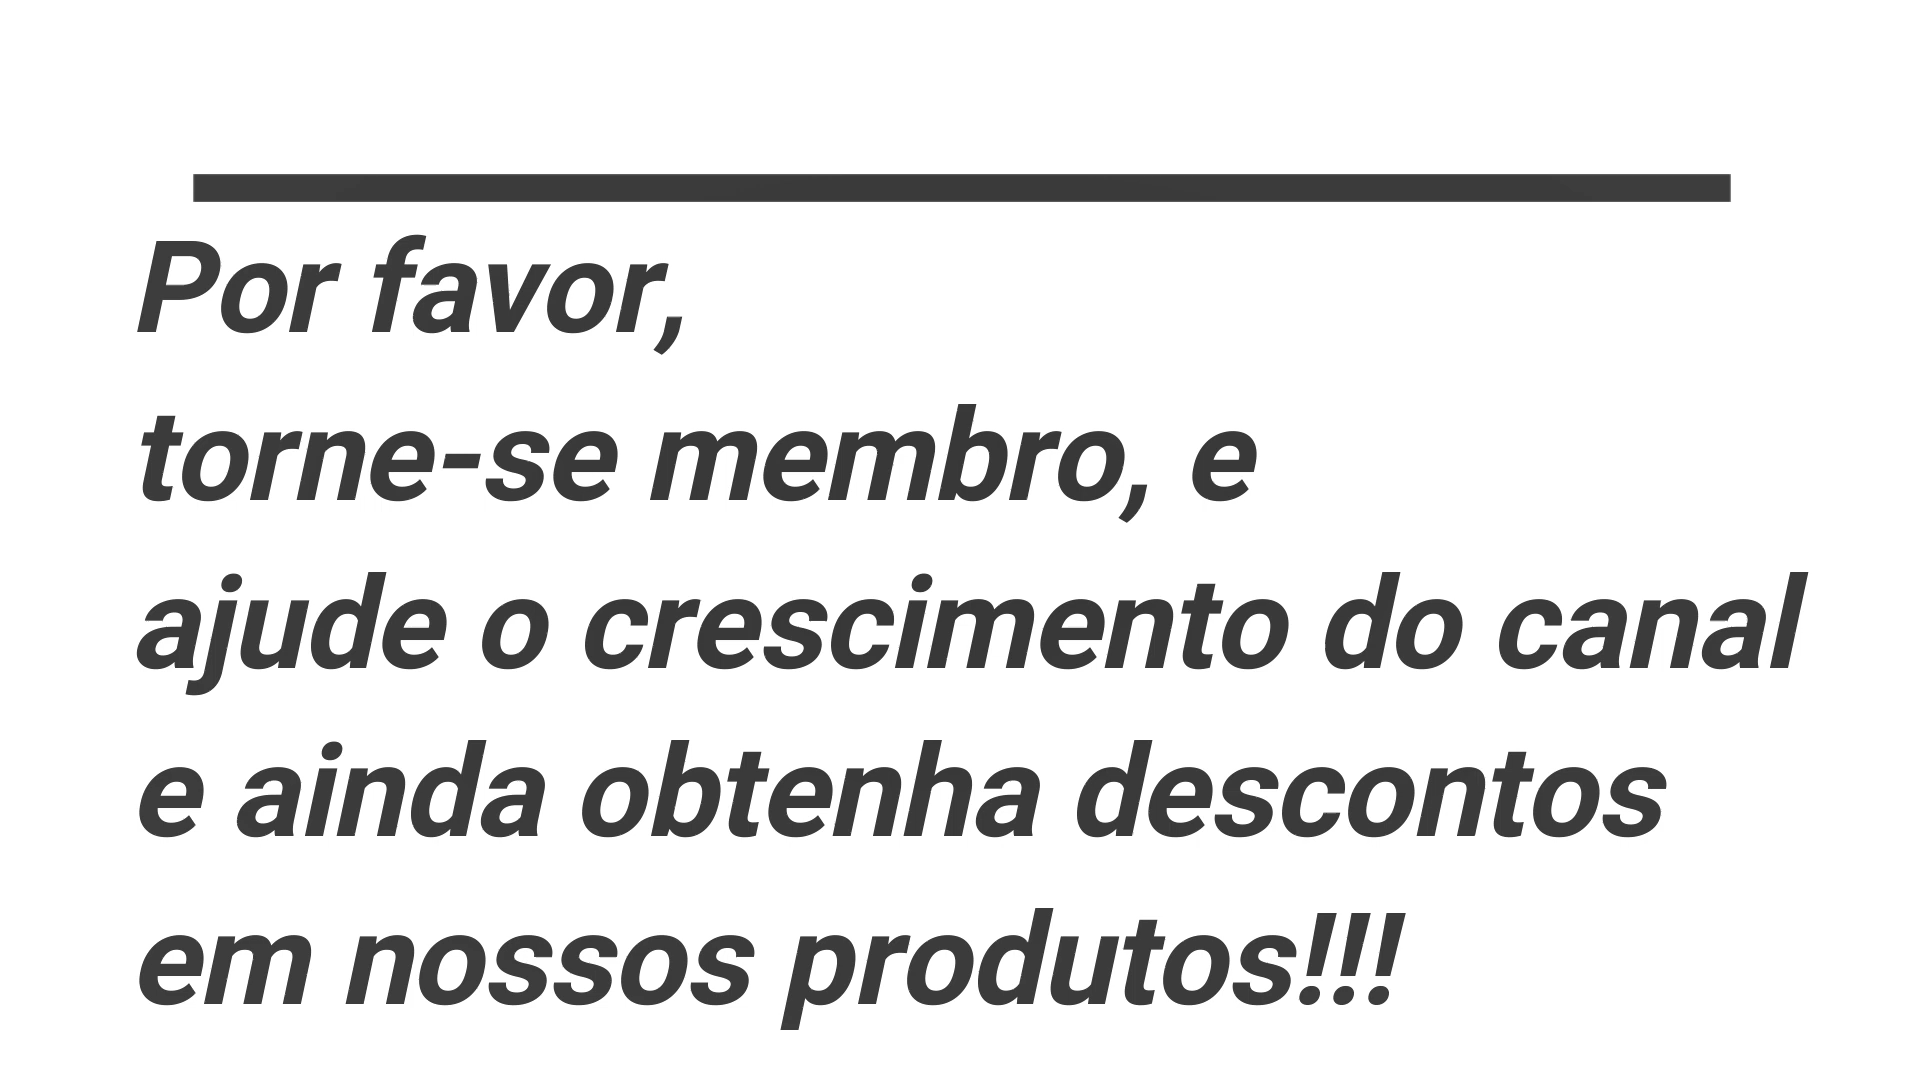 Por favor,
torne-se membro, e
ajude o crescimento do canal
e ainda obtenha descontos
em nossos produtos!!!